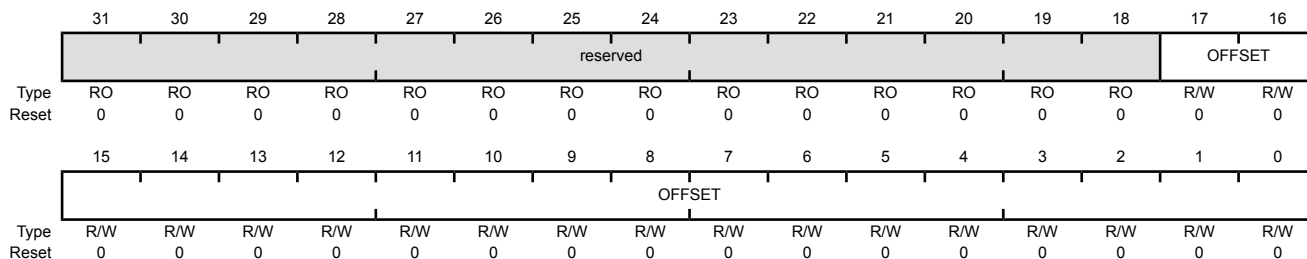 31 30 29 28 27 26 25 24 23 22 21 20 19 18 17 16
reserved OFFSET
Type RO RO RO RO RO RO RO RO RO RO RO RO RO RO R/W R/W
Reset 0 0 0 0 0 0 0 0 0 0 0 0 0 0 0 0
15 14 13 12 11 10 9 8 7 6 5 4 3 2 1 0
OFFSET
Type R/W R/W R/W R/W R/W R/W R/W R/W R/W R/W R/W R/W R/W R/W R/W R/W
Reset 0 0 0 0 0 0 0 0 0 0 0 0 0 0 0 0